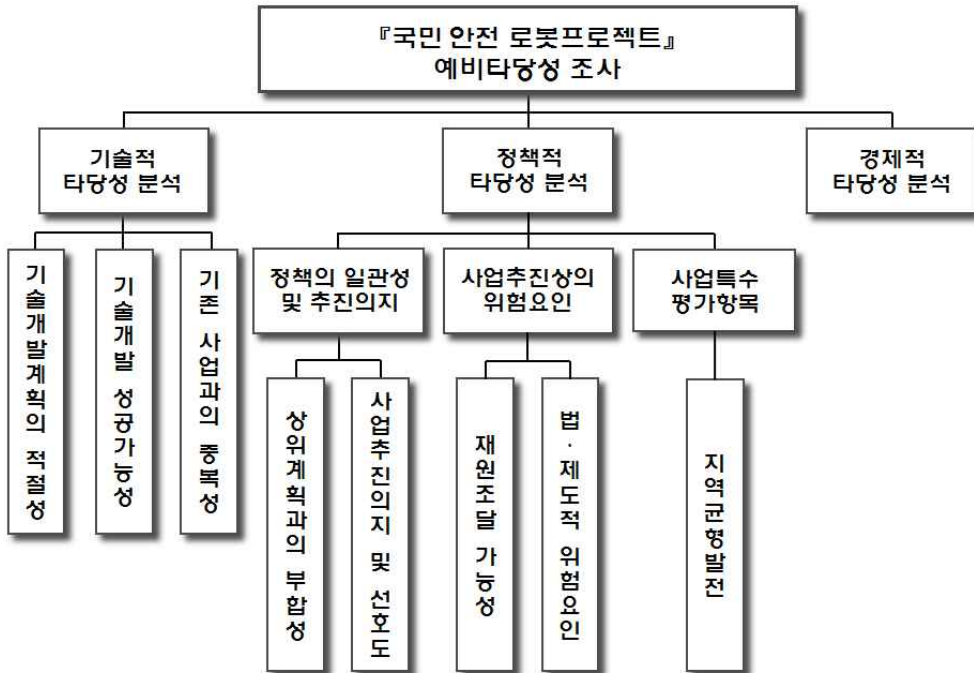 『국민 안전 로봇프로젝트』
예비타당성 조사
기술적
타당성 분석
정책적
타당성 분석
경제적
타당성 분석
기술개발계획의 적절성
기술개발 성공가능성
기존 사업과의 중복성
정책의 일관성
및 추진의지
사업추진상의
위험요인
사업특수
평가항목
상위계획과의 부합성
사업추진의지 및 선호도
재원조달 가능성
법·제도적 위험요인
지역균형발전